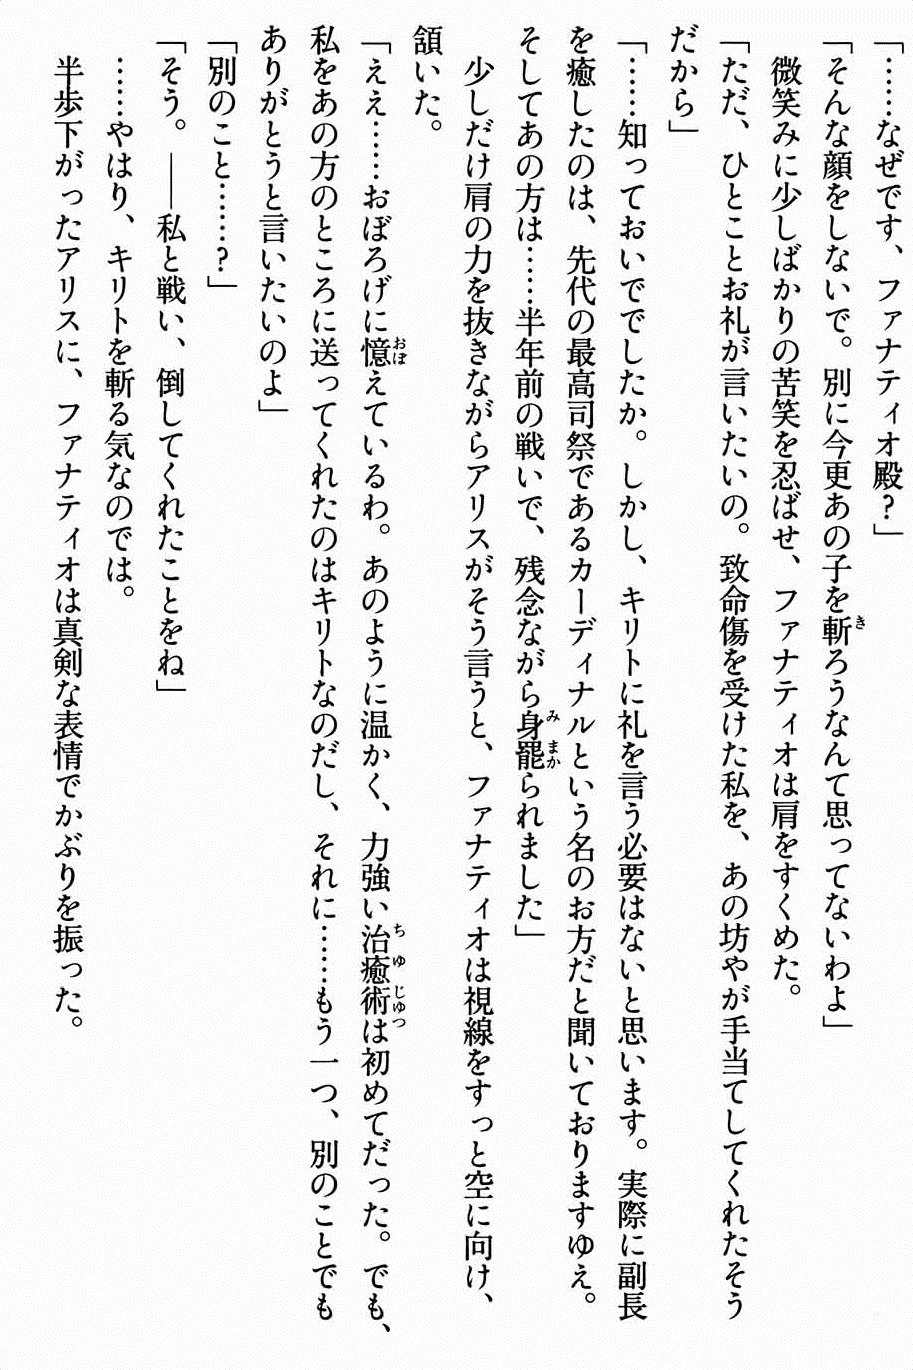 「……なぜです、ファナティオ殿？」
「そんな顔をしないで。別に今更あの子を斬ろうなんて思ってないわよ」
　微笑みに少しばかりの苦笑を忍ばせ、ファナティオは肩をすくめた。
「ただ、ひとことお礼が言いたいの。致命傷を受けた私を、あの坊やが手当てしてくれたそう
だから」
「……知っておいででしたか。しかし、キリトに礼を言う必要はないと思います。実際に副長
を癒したのは、先代の最高司祭であるカーディナルという名のお方だと聞いておりますゆえ。
そしてあの方は……半年前の戦いで、残念ながら身罷られました」
　少しだけ肩の力を抜きながらアリスがそう言うと、ファナティオは視線をすっと空に向け、
頷いた。
「ええ……おぼろげに憶えているわ。あのように温かく、力強い治癒術は初めてだった。でも、
私をあの方のところに送ってくれたのはキリトなのだし、それに……もう一つ、別のことでも
ありがとうと言いたいのよ」
「別のこと……？」
「そう。――私と戦い、倒してくれたことをね」
　……やはり、キリトを斬る気なのでは。
　半歩下がったアリスに、ファナティオは真剣な表情でかぶりを振った。